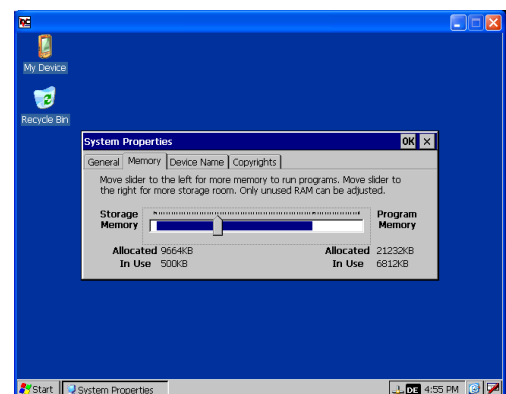 My Device
Recycle Bin
System Properties OK
General Memory Device Name Copyrights
Move slider to the left for more memory to run programs. Move slider to
the right for more storage room. Only unused RAM can be adjusted.
Storage Memory
Program Memory
Allocated 9664KB Allocated 21232KB
In Use 500KB In Use 6812KB
Start System Properties DE 4:55 PM